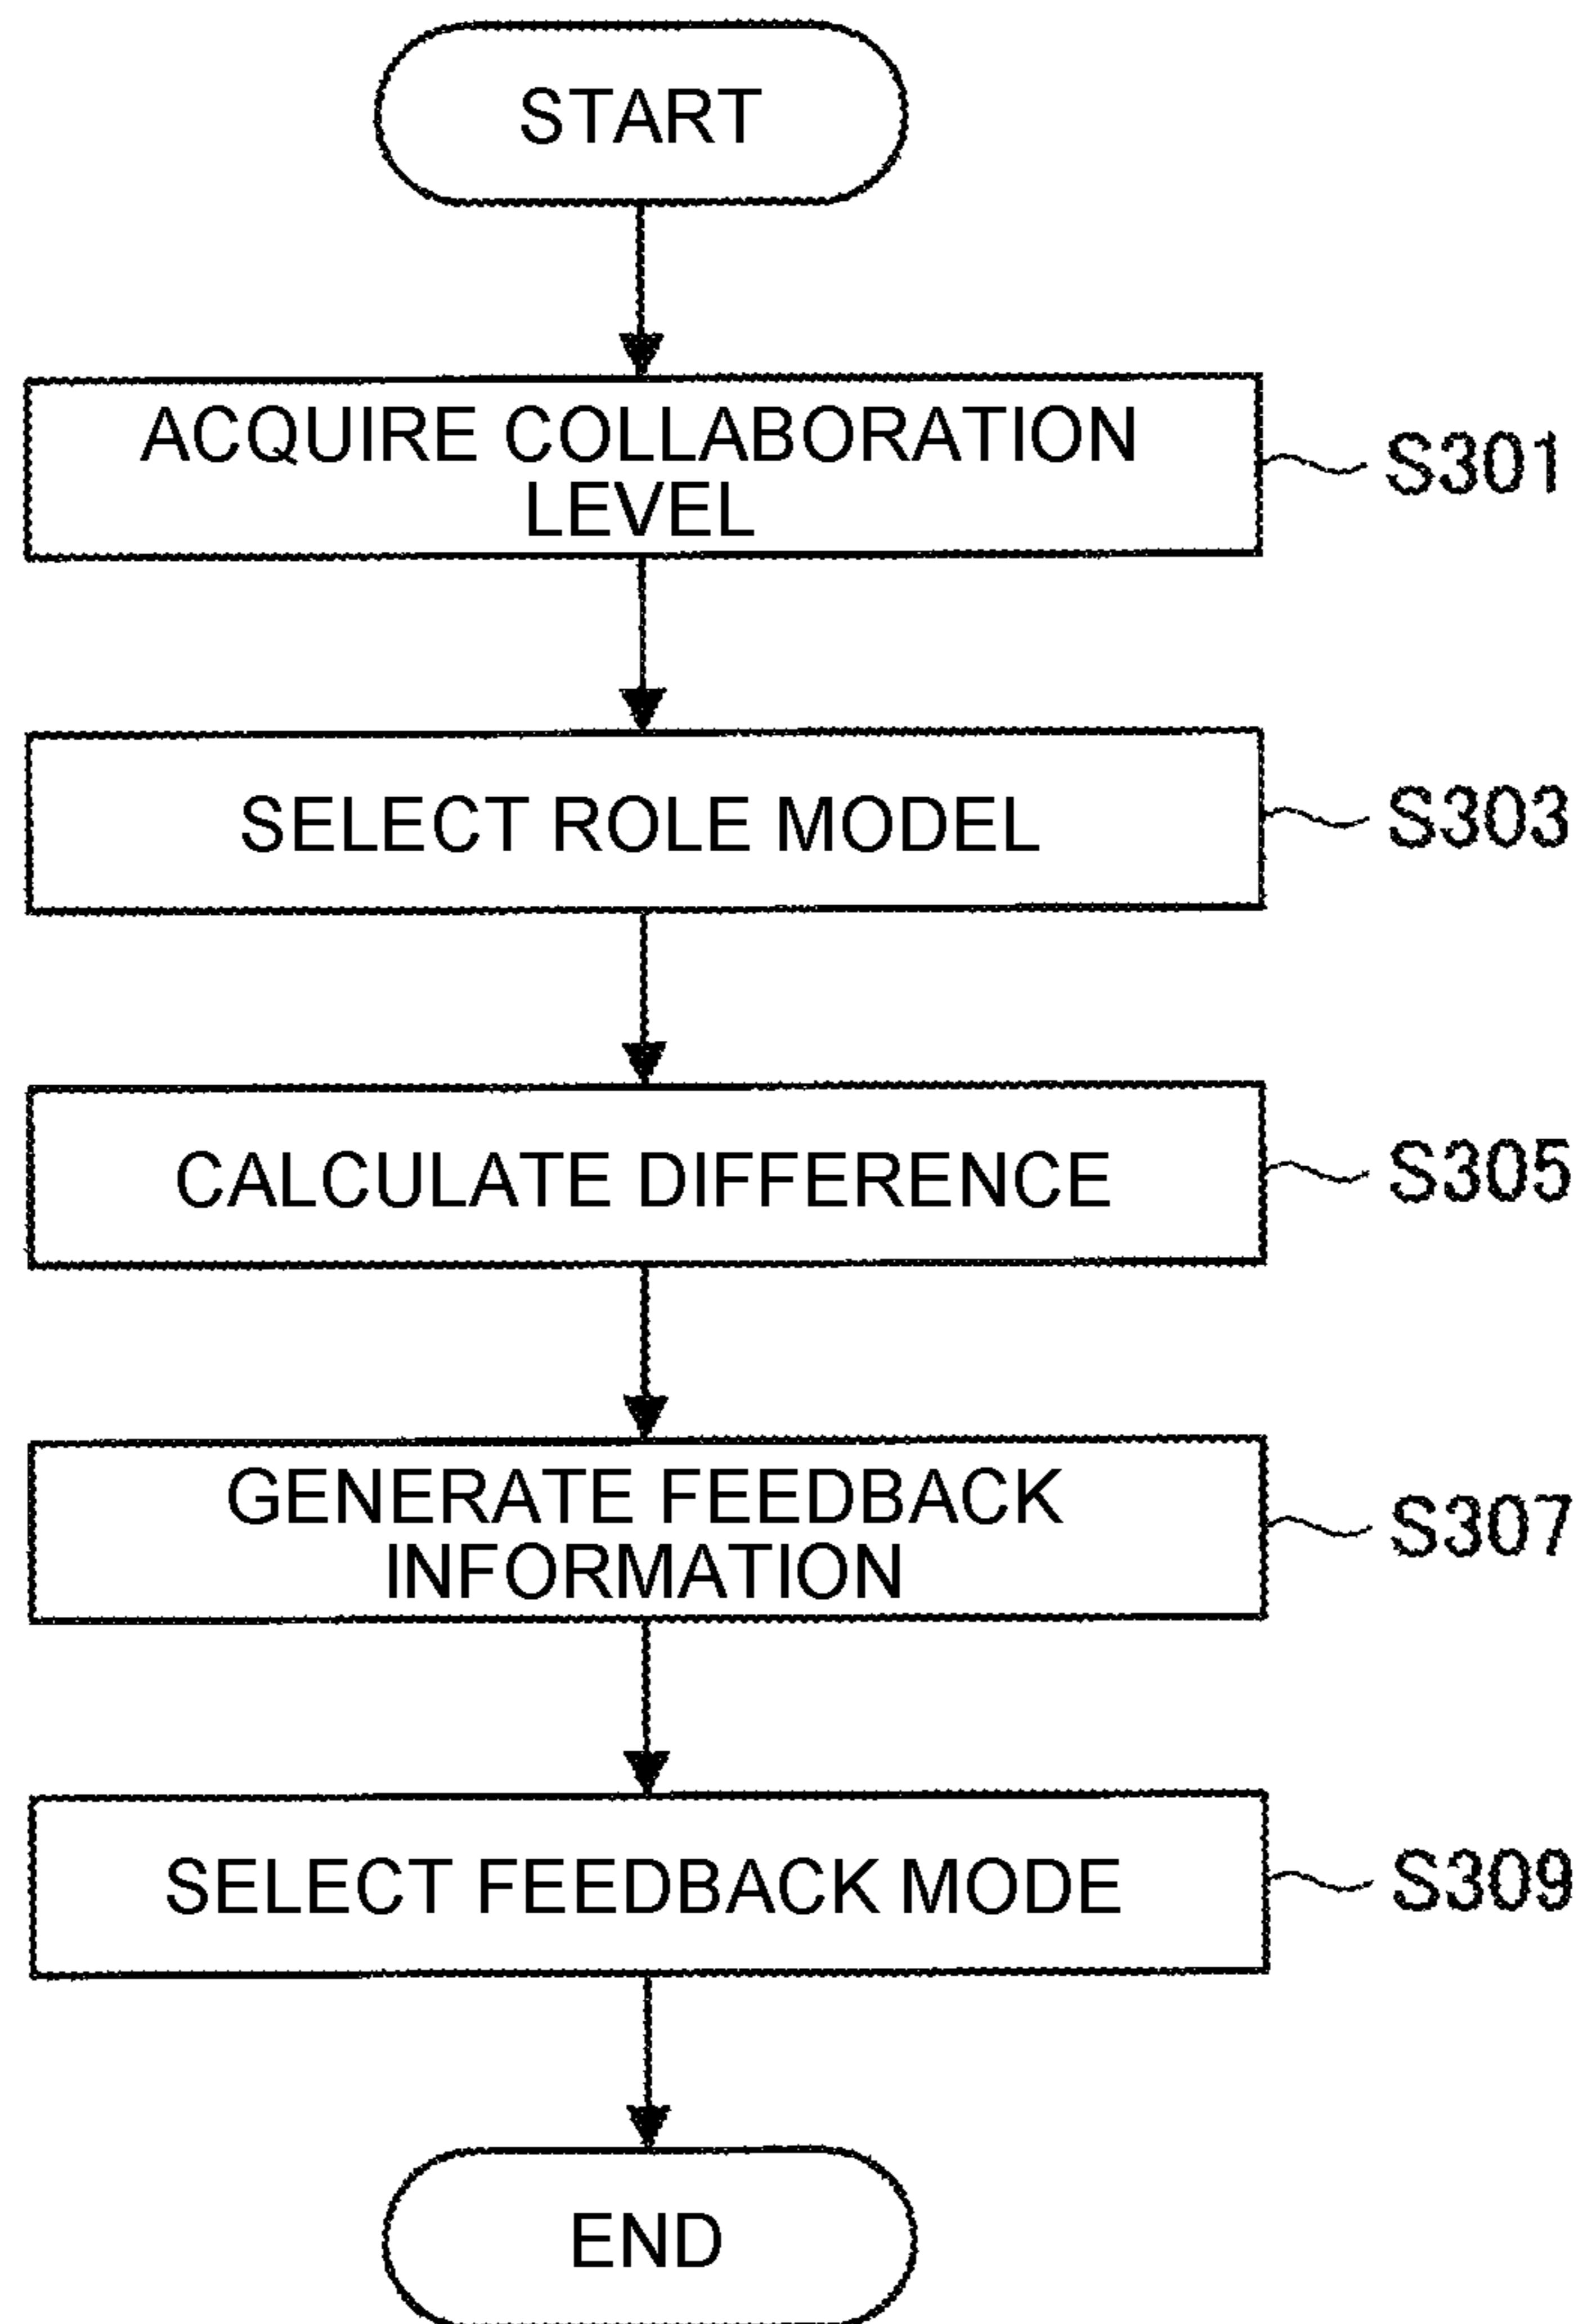 START
ACQUIRE COLLABORATION
LEVEL
S301
SELECT ROLE MODEL
S303
CALCULATE DIFFERENCE
S305
GENERATE FEEDBACK
INFORMATION
S307
SELECT FEEDBACK MODE
S309
END